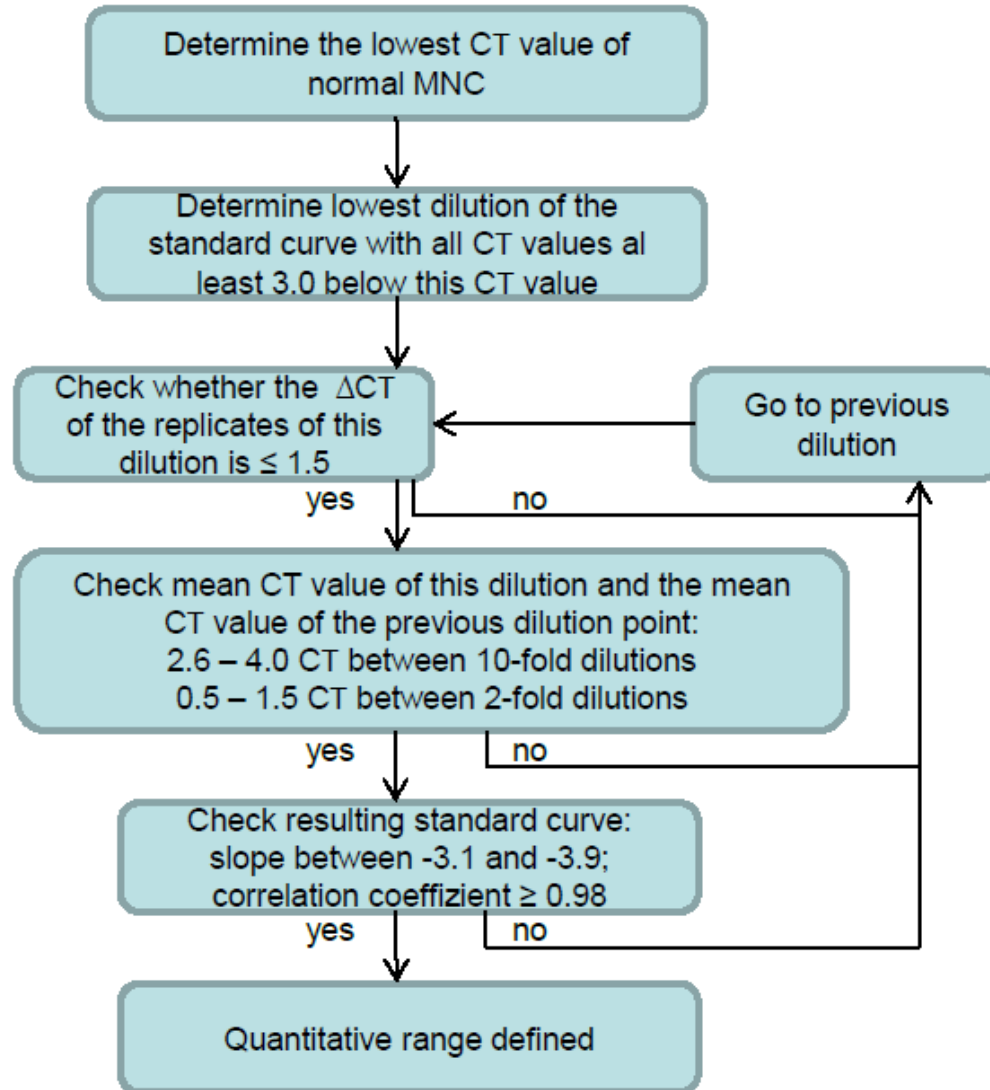 Determine the lowest CT value of
normal MNC
Determine lowest dilution of the
standard curve with all CT values al
least 3.0 below this CT value
Check whether the ΔCT
of the replicates of this
dilution is ≤ 1.5
Go to previous
dilution
yes
no
Check mean CT value of this dilution and the mean
CT value of the previous dilution point:
2.6 – 4.0 CT between 10-fold dilutions
0.5 – 1.5 CT between 2-fold dilutions
yes
no
Check resulting standard curve:
slope between -3.1 and -3.9;
correlation coeffizient ≥ 0.98
yes
no
Quantitative range defined